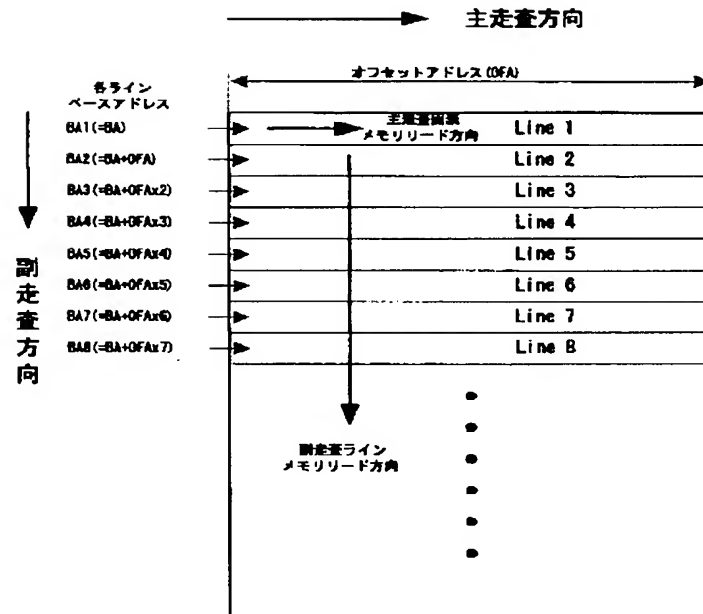 主走査方向
オフセットアドレス(OFA)
各ライン
ベースアドレス
BA1(=BA)
主走査画素
メモリリード方向
Line 1
BA2(=BA+OFA)
Line 2
BA3(=BA+OFAx2)
Line 3
BA4(=BA+OFAx3)
Line 4
BA5(=BA+OFAx4)
Line 5
BA6(=BA+OFAx5)
Line 6
BA7(=BA+OFAx6)
Line 7
BA8(=BA+OFAx7)
Line 8
副走査方向
副走査ライン
メモリリード方向